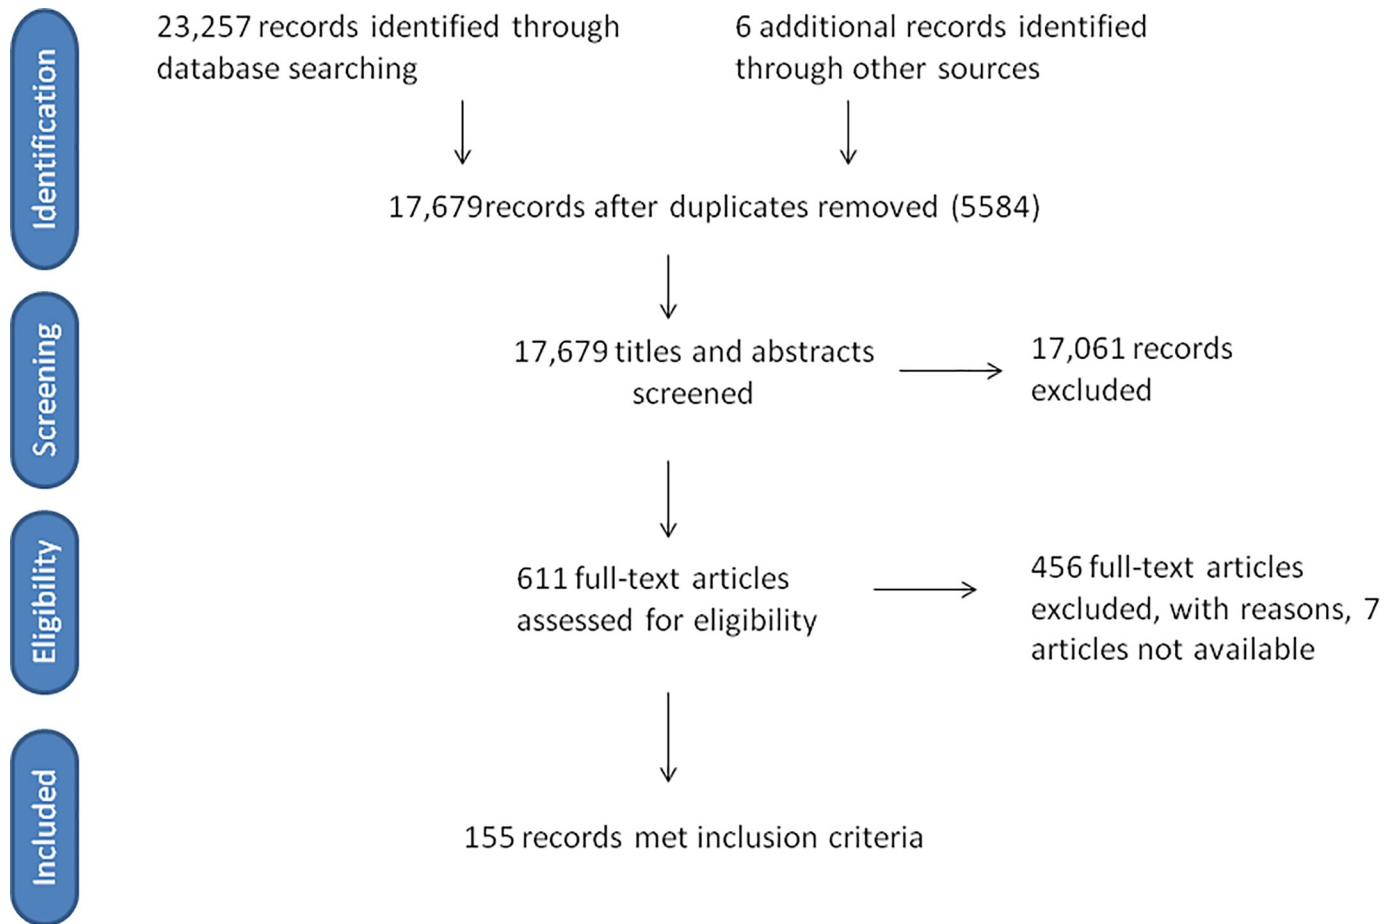 Identification
23,257 records identified through
database searching
6 additional records identified
through other sources
17,679records after duplicates removed (5584)
Screening
17,679 titles and abstracts
screened
17,061 records
excluded
Eligibility
611 full-text articles
assessed for eligibility
456 full-text articles
excluded, with reasons, 7
articles not available
Included
155 records met inclusion criteria